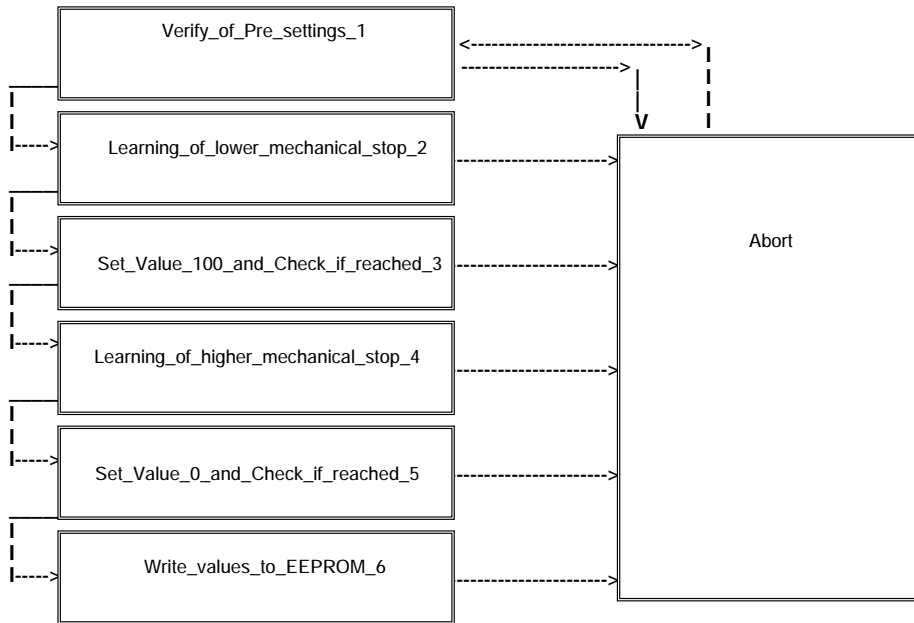 Verify_of_Pre_settings_1
Learning_of_lower_mechanical_stop_2
Abort
Set_Value_100_and_Check_if_reached_3
Learning_of_higher_mechanical_stop_4
Set_Value_0_and_Check_if_reached_5
Write_values_to_EEPROM_6